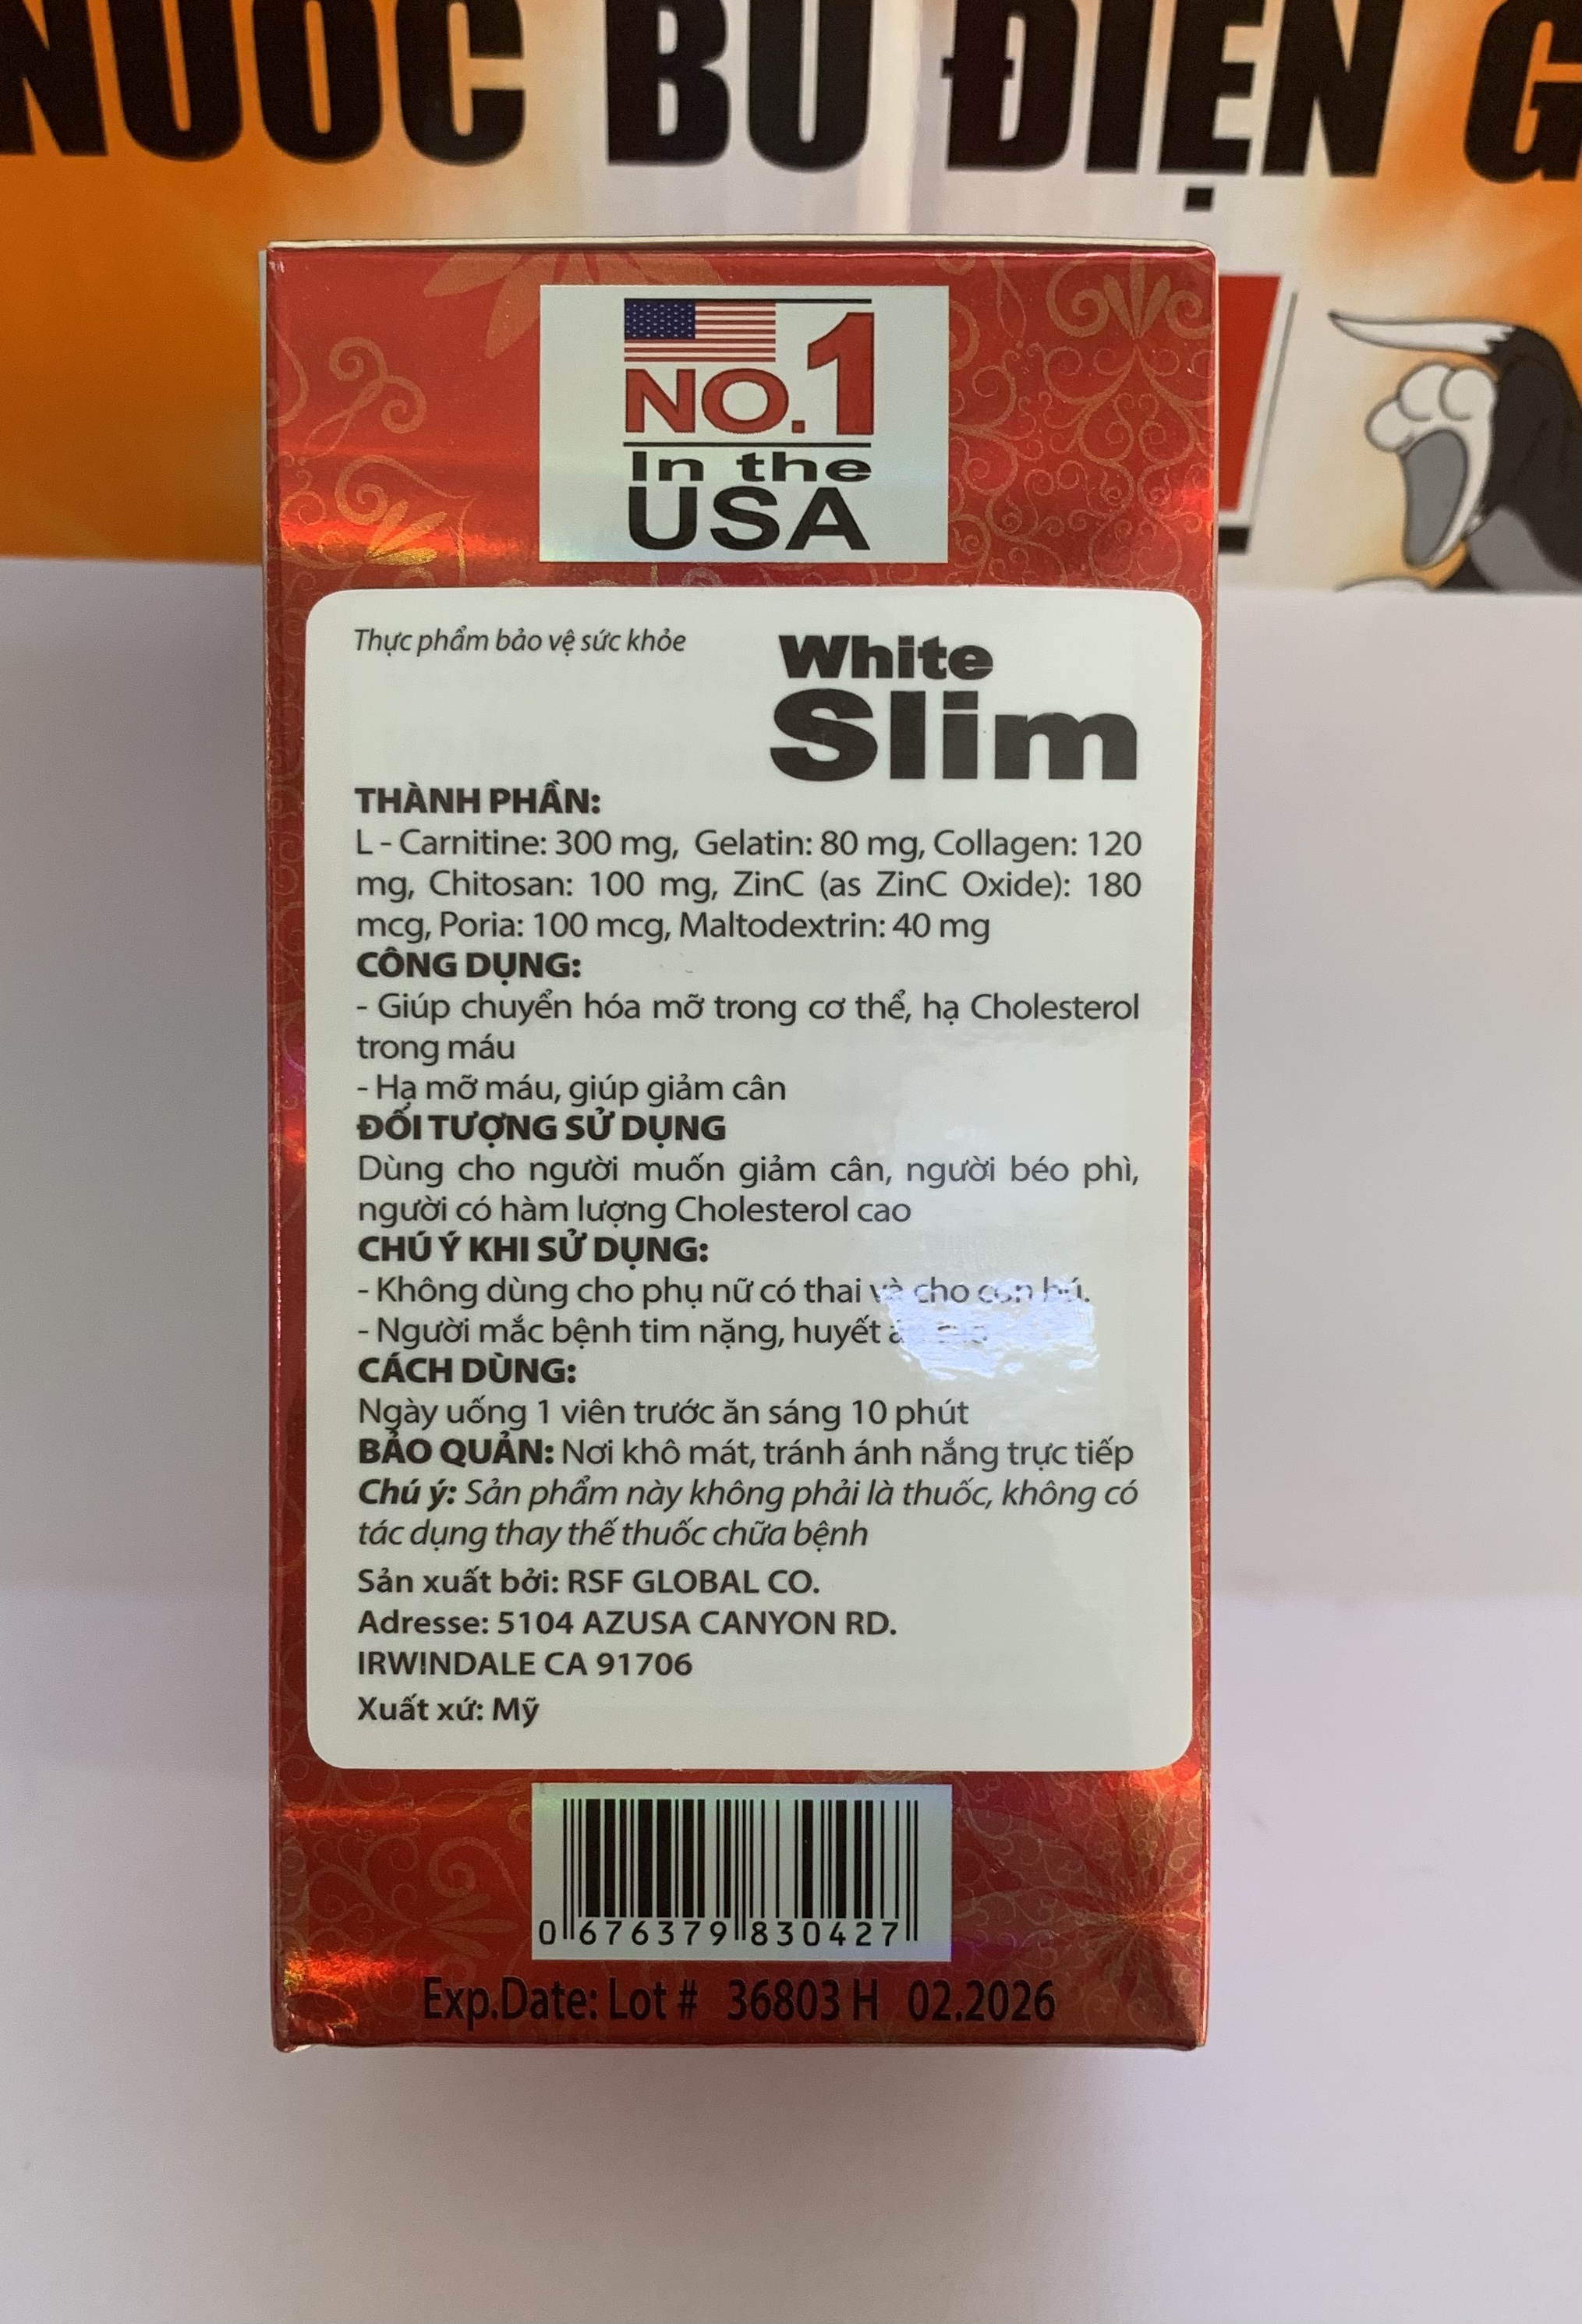 NƯỚC BÙ ĐIỆN G
NO.1
In the
USA
Thực phẩm bảo vệ sức khỏe
White
Slim
THÀNH PHẦN:
L - Carnitine: 300 mg, Gelatin: 80 mg, Collagen: 120
mg, Chitosan: 100 mg, ZinC (as ZinC Oxide): 180
mcg, Poria: 100 mcg, Maltodextrin: 40 mg
CÔNG DỤNG:
- Giúp chuyển hóa mỡ trong cơ thể, hạ Cholesterol
trong máu
- Hạ mỡ máu, giúp giảm cân
ĐỐI TƯỢNG SỬ DỤNG
Dùng cho người muốn giảm cân, người béo phì,
người có hàm lượng Cholesterol cao
CHÚ Ý KHI SỬ DỤNG:
- Không dùng cho phụ nữ có thai và cho con bú.
- Người mắc bệnh tim nặng, huyết
CÁCH DÙNG:
Ngày uống 1 viên trước ăn sáng 10 phút
BẢO QUẢN: Nơi khô mát, tránh ánh nắng trực tiếp
Chú ý: Sản phẩm này không phải là thuốc, không có
tác dụng thay thế thuốc chữa bệnh
Sản xuất bởi: RSF GLOBAL CO.
Adresse: 5104 AZUSA CANYON RD.
IRWINDALE CA 91706
Xuất xứ: Mỹ
0 676379 830427
Exp.Date: Lot # 36803 H 02.2026